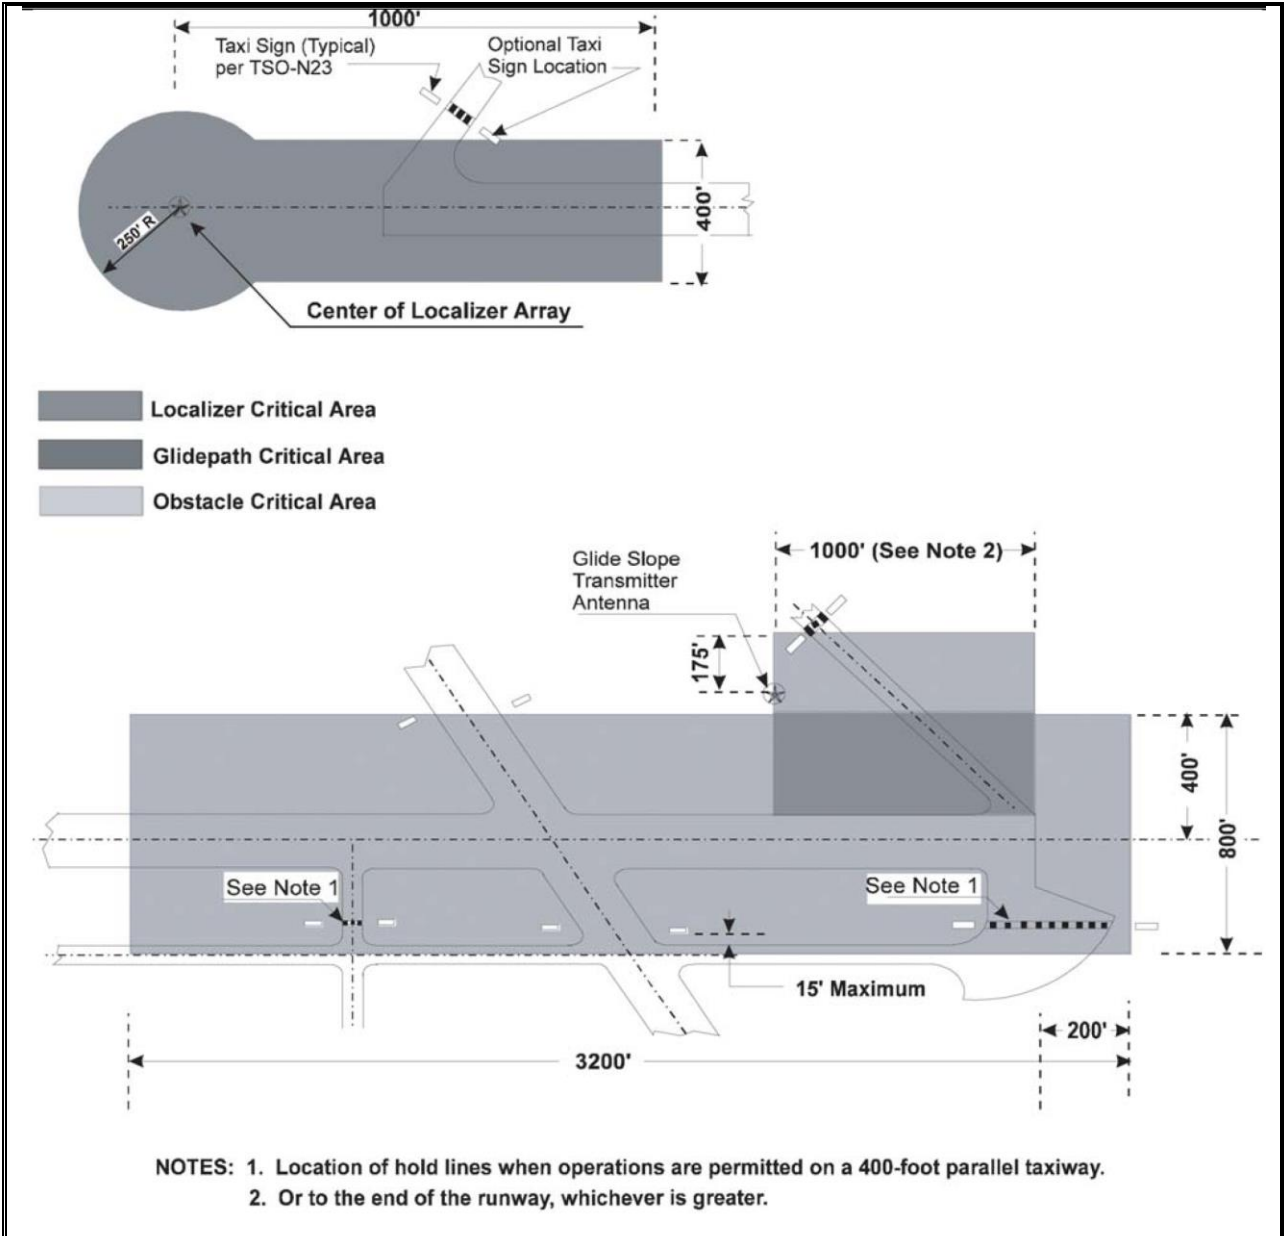 1000'
Taxi Sign (Typical)
per TSO-N23
Optional Taxi
Sign Location
400'
250' R
Center of Localizer Array
Localizer Critical Area
Glidepath Critical Area
Obstacle Critical Area
1000' (See Note 2)
Glide Slope
Transmitter
Antenna
175'
400'
800'
See Note 1
See Note 1
15' Maximum
200'
3200'
NOTES: 1. Location of hold lines when operations are permitted on a 400-foot parallel taxiway.
2. Or to the end of the runway, whichever is greater.